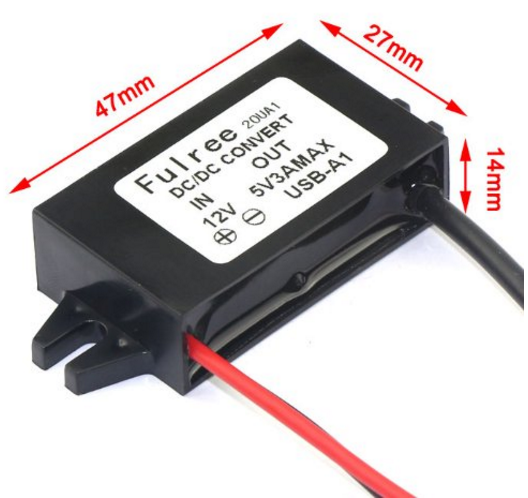 47mm
27mm
14mm
Fulree 20UA1
DC/DC CONVERT
IN OUT
12V 5V3AMAX
⊕ ⊖ USB-A1